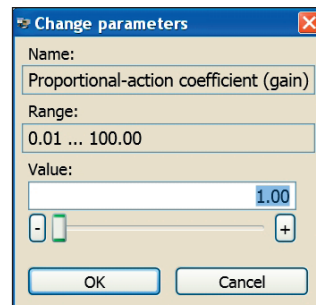 Change parameters
Name:
Proportional-action coefficient (gain)
Range:
0.01 ... 100.00
Value:
1.00
- +
OK Cancel